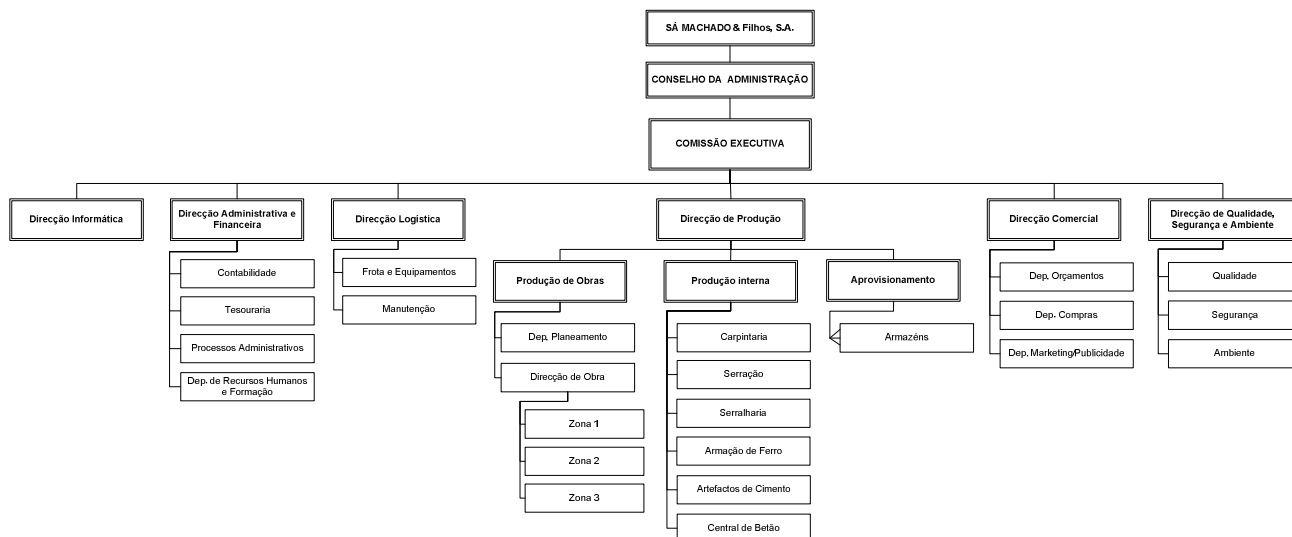 SÁ MACHADO & Filhos, S.A.
CONSELHO DA ADMINISTRAÇÃO
COMISSÃO EXECUTIVA
Direcção Informática
Direcção Administrativa e
Financeira
Direcção Logística
Direcção de Produção
Direcção Comercial
Direcção de Qualidade,
Segurança e Ambiente
Contabilidade
Tesouraria
Processos Administrativos
Dep. de Recursos Humanos
e Formação
Frota e Equipamentos
Manutenção
Produção de Obras
Dep. Planeamento
Direcção de Obra
Zona 1
Zona 2
Zona 3
Produção interna
Carpintaria
Serração
Serralharia
Armação de Ferro
Artefactos de Cimento
Central de Betão
Aprovisionamento
Armazéns
Dep. Orçamentos
Dep. Compras
Dep. Marketing/Publicidade
Qualidade
Segurança
Ambiente